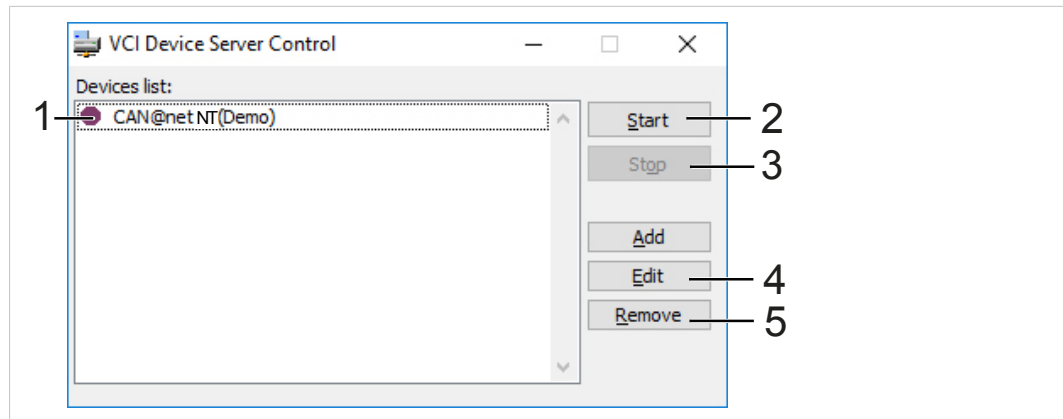 VCI Device Server Control
Devices list:
1 CAN@net NT(Demo)
Start 2
Stop 3
Add
Edit 4
Remove 5